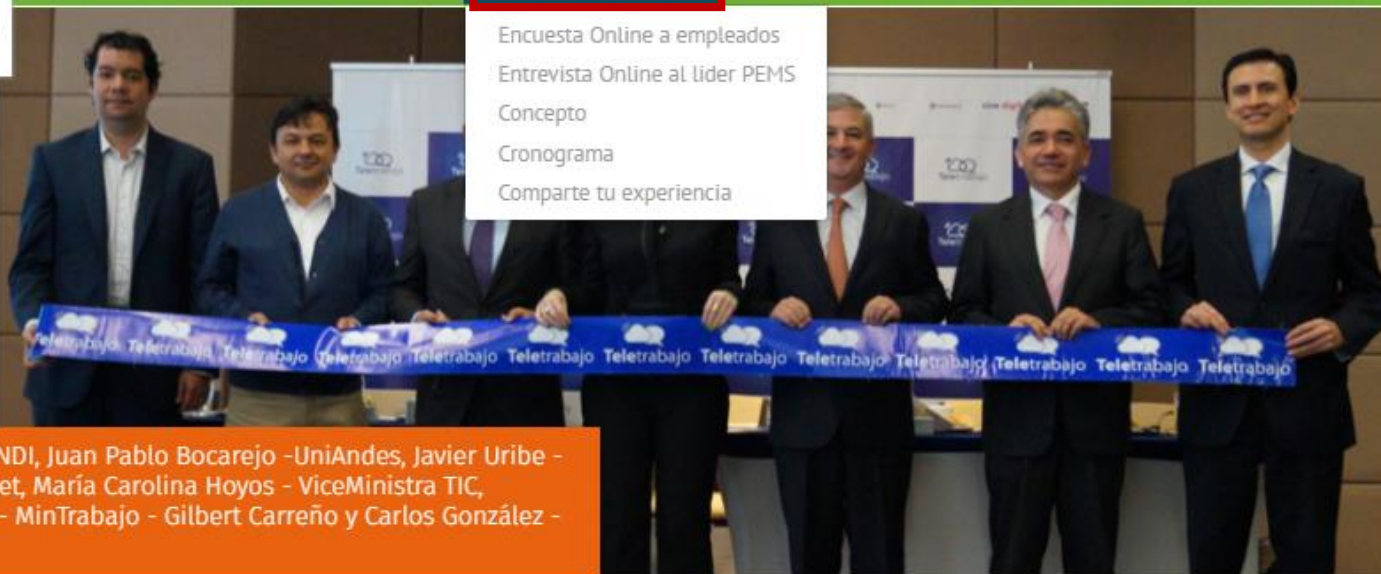 Encuesta Online a empleados
Entrevista Online al líder PEMS
Concepto
Cronograma
Comparte tu experiencia
Teletrabajo Teletrabajo Teletrabajo Teletrabajo Teletrabajo Teletrabajo Teletrabajo Teletrabajo Teletrabajo Teletrabajo Teletrabajo Teletrabajo Teletrabajo
NDI, Juan Pablo Bocarejo -UniAndes, Javier Uribe -
et, María Carolina Hoyos - ViceMinistra TIC,
- MinTrabajo - Gilbert Carreño y Carlos González -